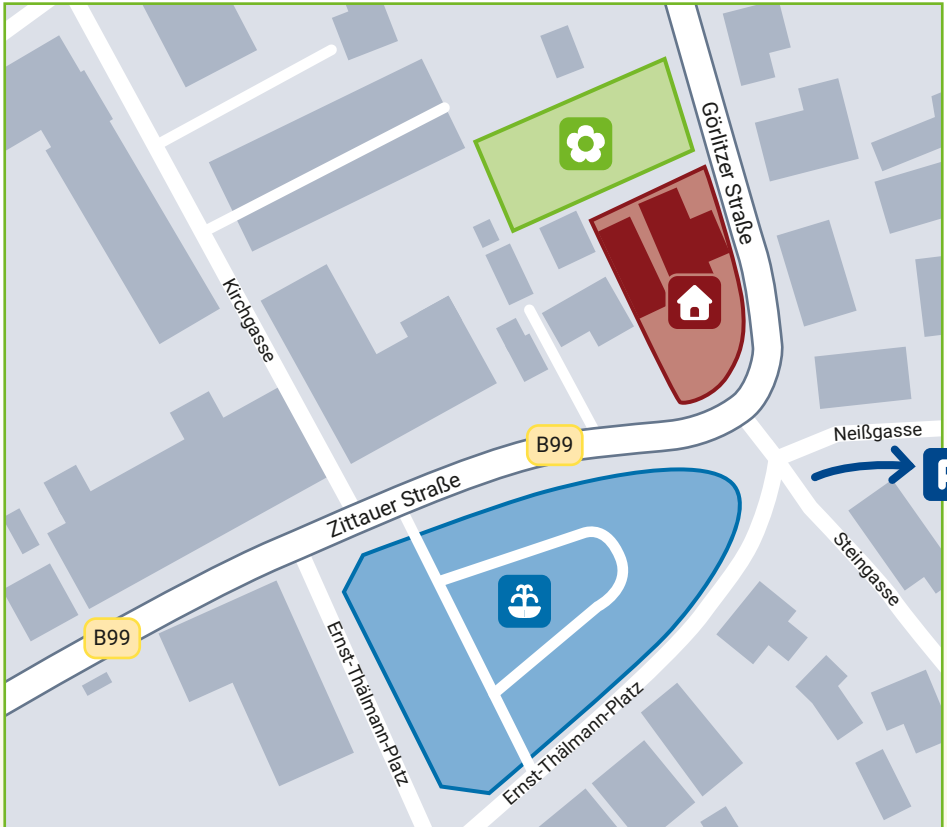 Görlitzer Straße
Kirchgasse
B99
Neißgasse
Zittauer Straße
Steingasse
B99
Ernst-Thälmann-Platz
Ernst-Thälmann-Platz